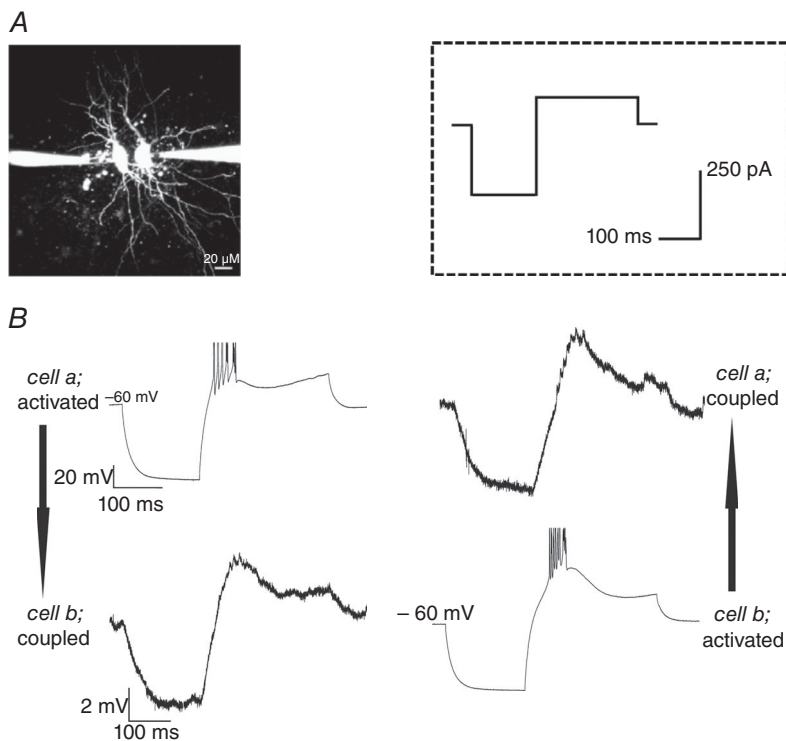 A
20 µM
250 pA
100 ms
B
cell a;
activated
–60 mV
20 mV
100 ms
cell b;
coupled
2 mV
100 ms
cell a;
coupled
– 60 mV
cell b;
activated